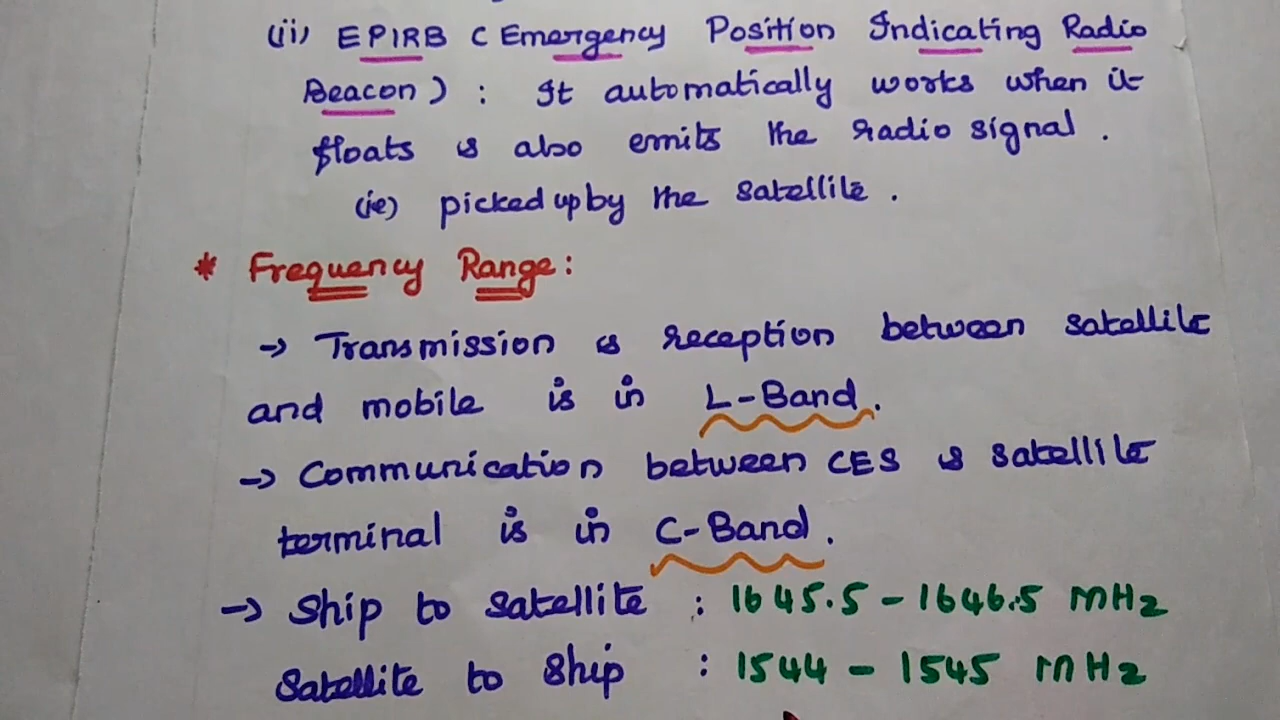 (ii) EPIRB ( Emergency Position Indicating Radio
Beacon) : It automatically works when it
floats & also emits the radio signal .
(ie) picked up by the satellite .
* Frequency Range :
→ Transmission & reception between satellite
and mobile is in L-Band .
→ Communication between CES & satellite
terminal is in C-Band .
→ Ship to satellite : 1645.5 - 1646.5 MHz
Satellite to ship : 1544 - 1545 MHz